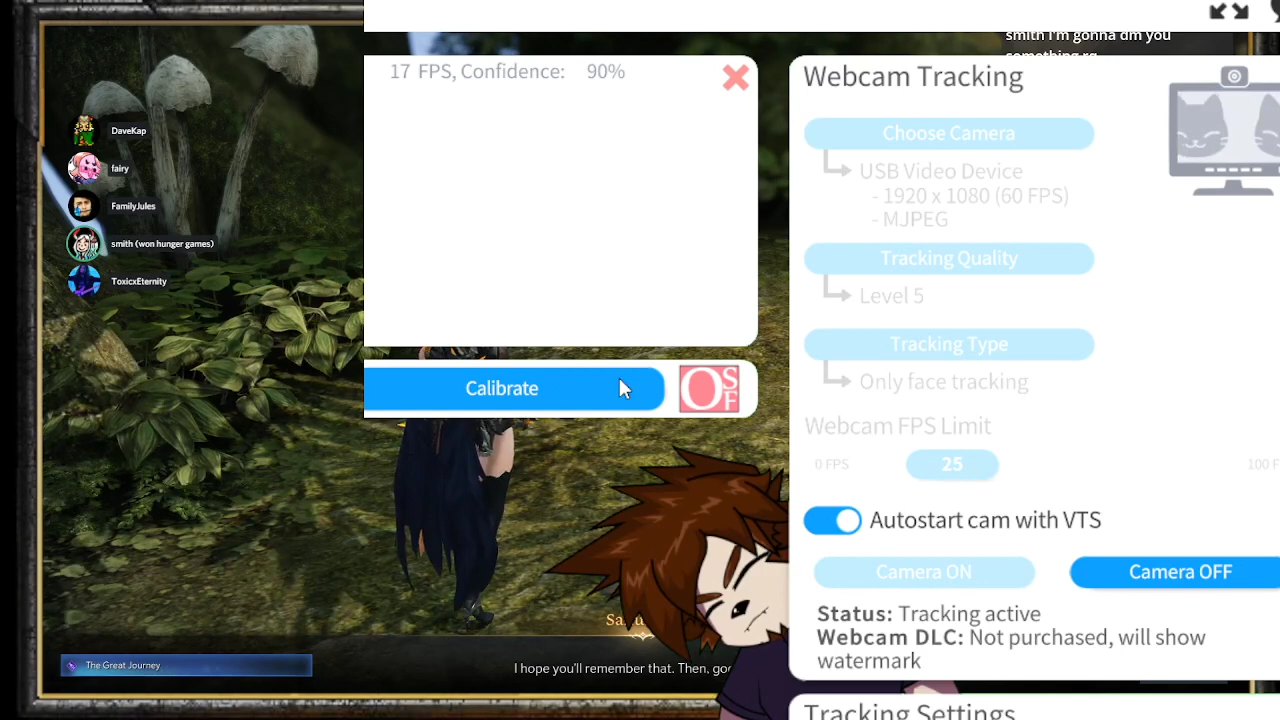 smith I'm gonna dm you
17 FPS, Confidence: 90%
Webcam Tracking
Choose Camera
USB Video Device
- 1920 x 1080 (60 FPS)
- MJPEG
Tracking Quality
Level 5
Tracking Type
Only face tracking
Webcam FPS Limit
0 FPS
25
100 F
Autostart cam with VTS
Camera ON
Camera OFF
Status: Tracking active
Webcam DLC: Not purchased, will show
watermark
Tracking Settings
Calibrate
OSF
DaveKap
fairy
FamilyJules
smith (won hunger games)
ToxicxEternity
The Great Journey
I hope you'll remember that. Then, goo